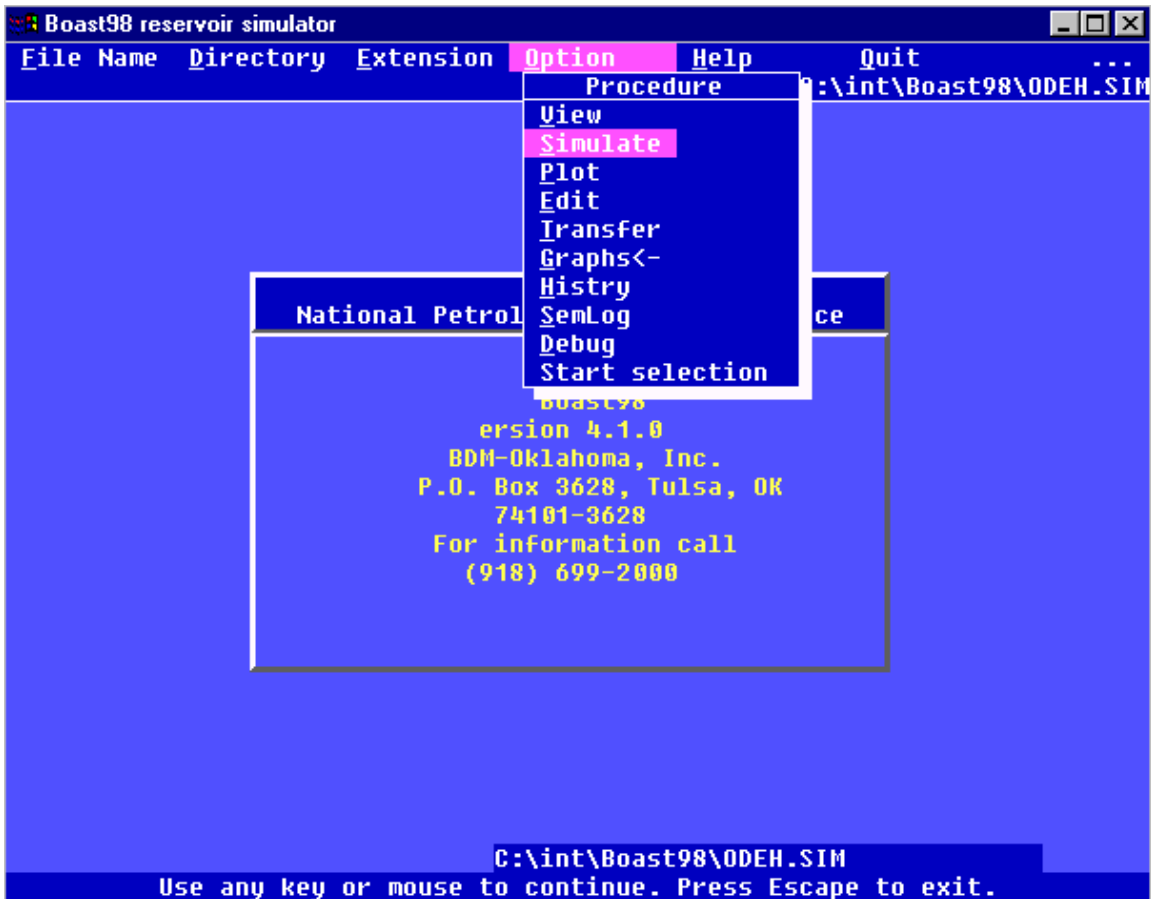 Boast98 reservoir simulator
File Name Directory Extension Option Help Quit ...
:\int\Boast98\ODEH.SIM
Procedure
View
Simulate
Plot
Edit
Transfer
Graphs<-
Histry
SemLog
Debug
Start selection
National Petrol
ce
Boast98
ersion 4.1.0
BDM-Oklahoma, Inc.
P.O. Box 3628, Tulsa, OK
74101-3628
For information call
(918) 699-2000
C:\int\Boast98\ODEH.SIM
Use any key or mouse to continue. Press Escape to exit.